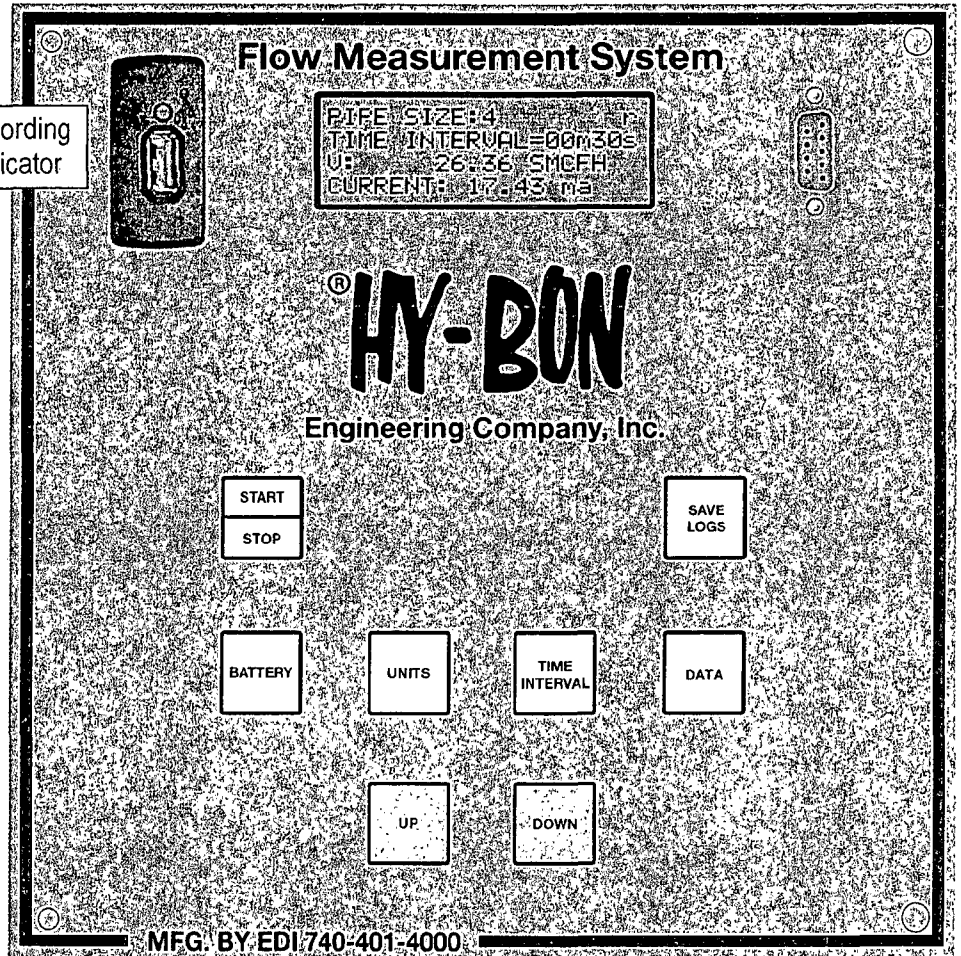 Flow Measurement System
ording
icator
PIPE SIZE:4 r
TIME INTERVAL=00m30s
V: 26.36 SMCFH
CURRENT: 17.43 ma
® HY-BON
Engineering Company, Inc.
START
STOP
SAVE
LOGS
BATTERY
UNITS
TIME
INTERVAL
DATA
UP
DOWN
MFG. BY EDI 740-401-4000